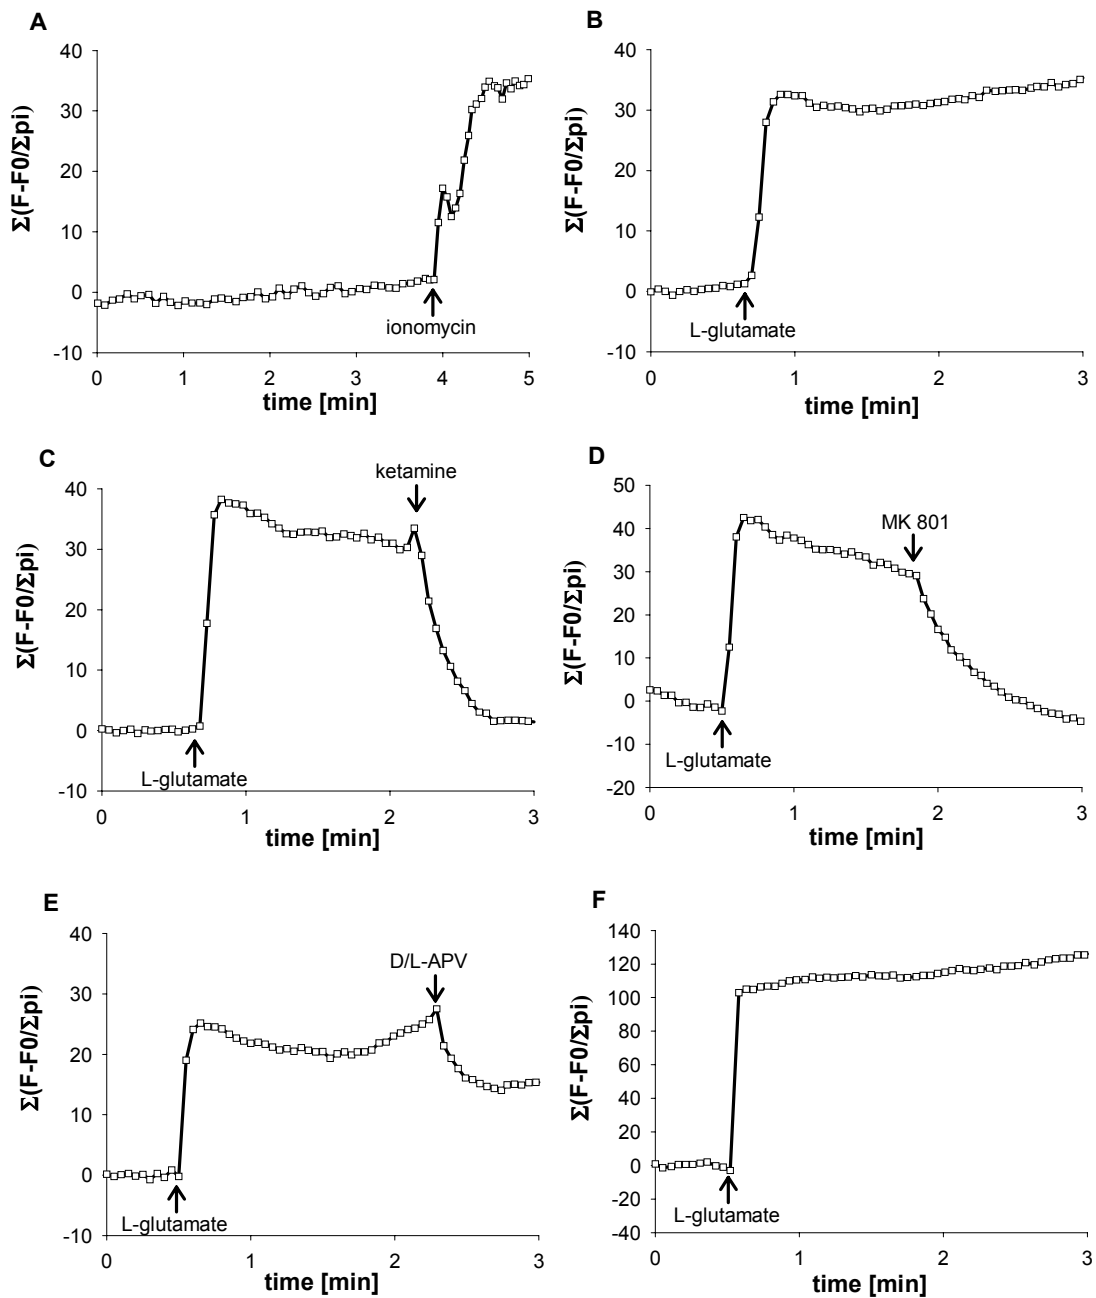 A
Σ(F-F0/Σpi)
40
30
20
10
0
-10
ionomycin
0 1 2 3 4 5
time [min]
B
Σ(F-F0/Σpi)
40
30
20
10
0
-10
L-glutamate
0 1 2 3
time [min]
C
Σ(F-F0/Σpi)
ketamine
40
30
20
10
0
-10
L-glutamate
0 1 2 3
time [min]
D
Σ(F-F0/Σpi)
50
MK 801
40
30
20
10
0
-10
-20
L-glutamate
0 1 2 3
time [min]
E
Σ(F-F0/Σpi)
40
D/L-APV
30
20
10
0
-10
L-glutamate
0 1 2 3
time [min]
F
Σ(F-F0/Σpi)
140
120
100
80
60
40
20
0
-20
-40
L-glutamate
0 1 2 3
time [min]